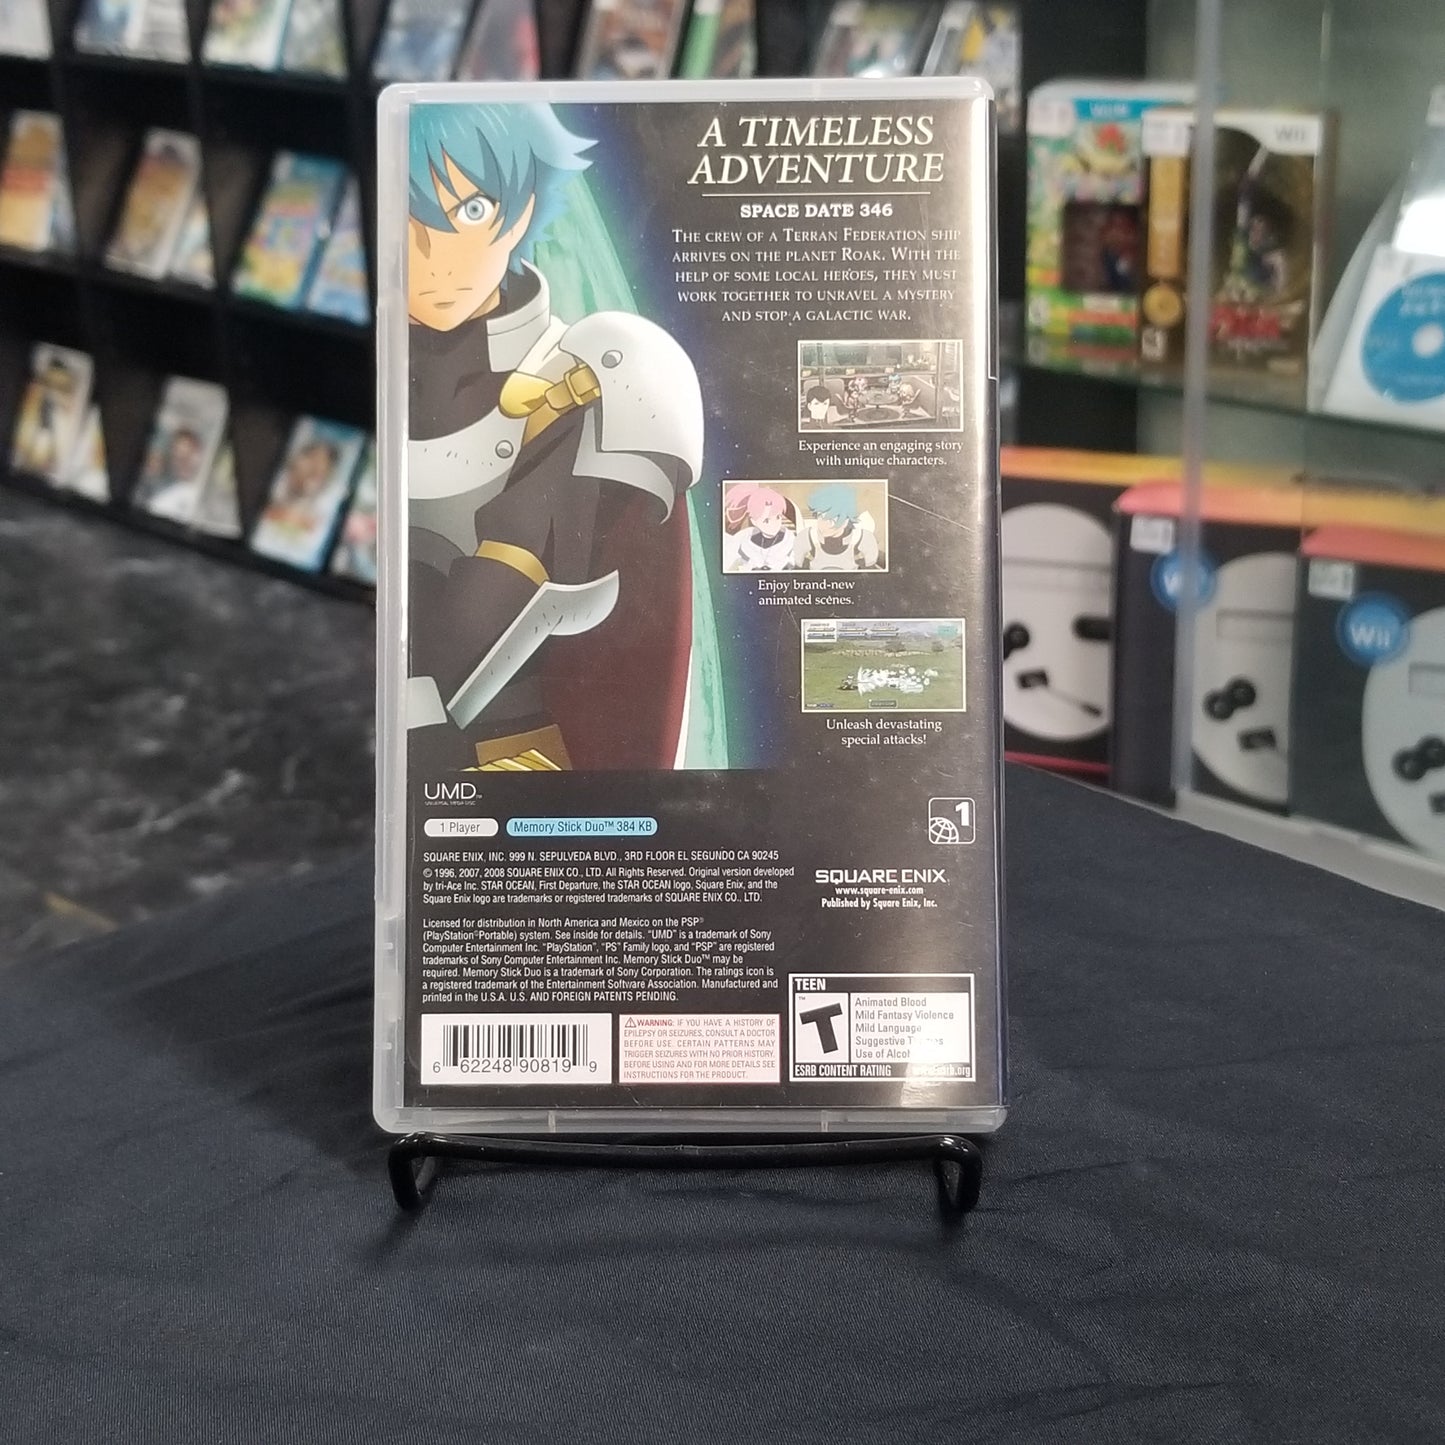 A TIMELESS
ADVENTURE
SPACE DATE 346
THE CREW OF A TERRAN FEDERATION SHIP
ARRIVES ON THE PLANET ROAK. WITH THE
HELP OF SOME LOCAL HEROES, THEY MUST
WORK TOGETHER TO UNRAVEL A MYSTERY
AND STOP A GALACTIC WAR.
Experience an engaging story
with unique characters.
Enjoy brand-new
animated scenes.
Unleash devastating
special attacks!
UMD™
UNIVERSAL MEDIA DISC
1 Player
Memory Stick Duo™ 384 KB
1
SQUARE ENIX, INC. 999 N. SEPULVEDA BLVD., 3RD FLOOR EL SEGUNDO CA 90245
© 1996, 2007, 2008 SQUARE ENIX CO., LTD. All Rights Reserved. Original version developed
by tri-Ace Inc. STAR OCEAN, First Departure, the STAR OCEAN logo, Square Enix, and the
Square Enix logo are trademarks or registered trademarks of SQUARE ENIX CO., LTD.
SQUARE ENIX
www.square-enix.com
Published by Square Enix, Inc.
Licensed for distribution in North America and Mexico on the PSP®
(PlayStation®Portable) system. See inside for details. "UMD" is a trademark of Sony
Computer Entertainment Inc. "PlayStation", "PS" Family logo, and "PSP" are registered
trademarks of Sony Computer Entertainment Inc. Memory Stick Duo™ may be
required. Memory Stick Duo is a trademark of Sony Corporation. The ratings icon is
a registered trademark of the Entertainment Software Association. Manufactured and
printed in the U.S.A. U.S. AND FOREIGN PATENTS PENDING.
6 62248 90819 9
WARNING: IF YOU HAVE A HISTORY OF
EPILEPSY OR SEIZURES, CONSULT A DOCTOR
BEFORE USE. CERTAIN PATTERNS MAY
TRIGGER SEIZURES WITH NO PRIOR HISTORY.
BEFORE USING AND FOR MORE DETAILS SEE
INSTRUCTIONS FOR THE PRODUCT.
TEEN
T
Animated Blood
Mild Fantasy Violence
Mild Language
Suggestive
Use of
ESRB CONTENT RATING www.esrb.org
Wii
Wii
Wii